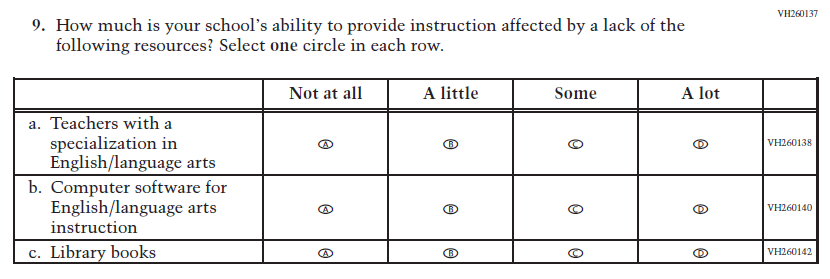 VH260137
9. How much is your school's ability to provide instruction affected by a lack of the
following resources? Select one circle in each row.
Not at all A little Some A lot
a. Teachers with a
specialization in
English/language arts
A B C D VH260138
b. Computer software for
English/language arts
instruction
A B C D VH260140
c. Library books A B C D VH260142